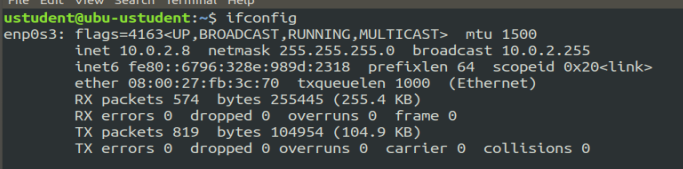 File Edit View Search Terminal Help
ustudent@ubu-ustudent:~$ ifconfig
enp0s3: flags=4163<UP,BROADCAST,RUNNING,MULTICAST>  mtu 1500
        inet 10.0.2.8  netmask 255.255.255.0  broadcast 10.0.2.255
        inet6 fe80::6796:328e:989d:2318  prefixlen 64  scopeid 0x20<link>
        ether 08:00:27:fb:3c:70  txqueuelen 1000  (Ethernet)
        RX packets 574  bytes 255445 (255.4 KB)
        RX errors 0  dropped 0  overruns 0  frame 0
        TX packets 819  bytes 104954 (104.9 KB)
        TX errors 0  dropped 0 overruns 0  carrier 0  collisions 0